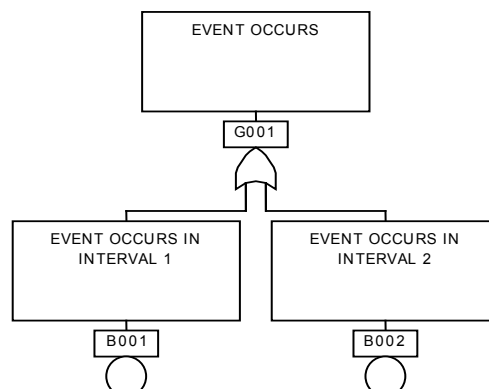 EVENT OCCURS
G001
EVENT OCCURS IN
INTERVAL 1
EVENT OCCURS IN
INTERVAL 2
B001
B002